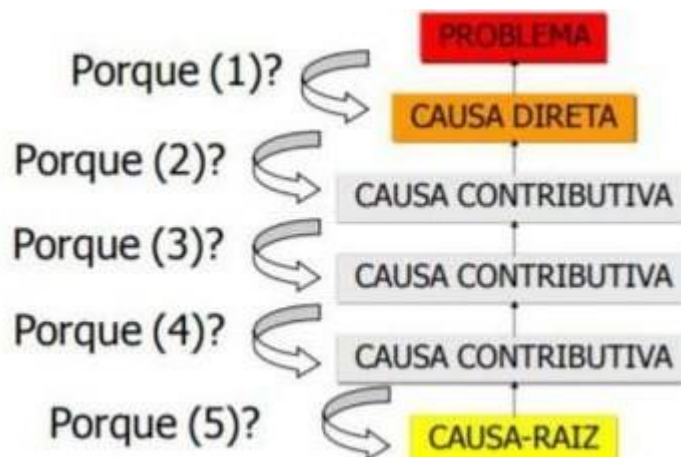 PROBLEMA
Porque (1)?
CAUSA DIRETA
Porque (2)?
CAUSA CONTRIBUTIVA
Porque (3)?
CAUSA CONTRIBUTIVA
Porque (4)?
CAUSA CONTRIBUTIVA
Porque (5)?
CAUSA-RAIZ